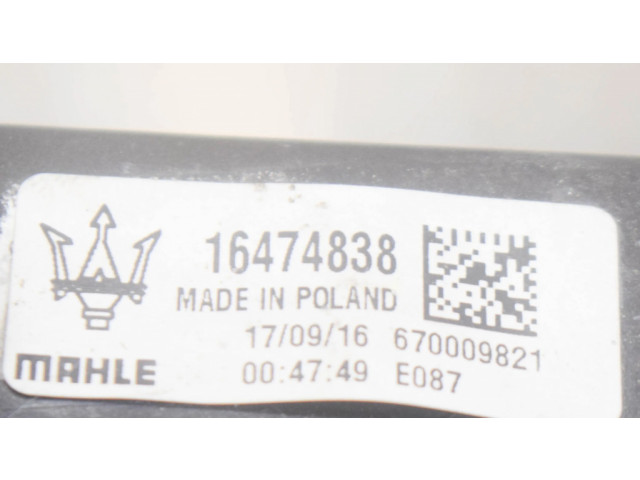 16474838
MADE IN POLAND
17/09/16 670009821
MAHLE 00:47:49 E087